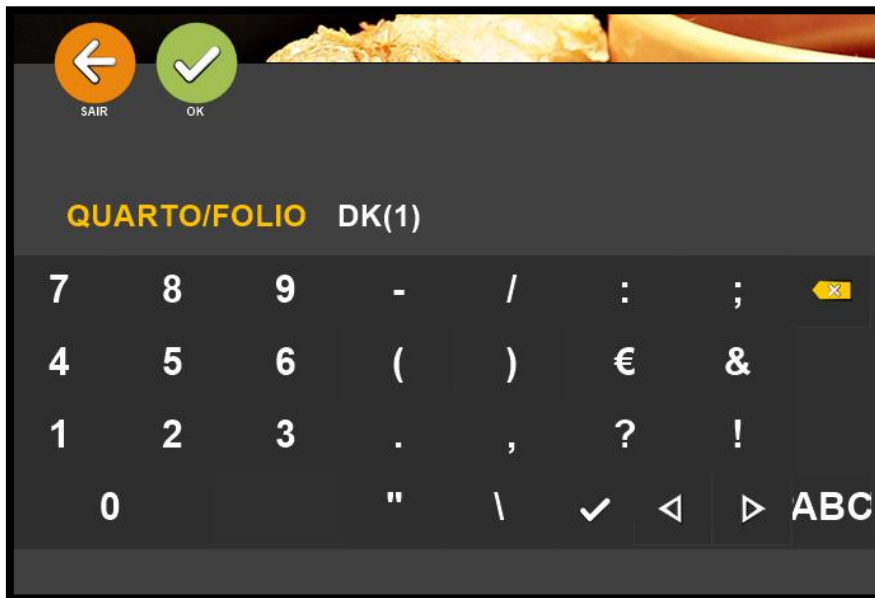 SAIR OK
QUARTO/FOLIO DK(1)
7 8 9 - / : ;
4 5 6 ( ) € &
1 2 3 . , ? !
0 " \ ABC